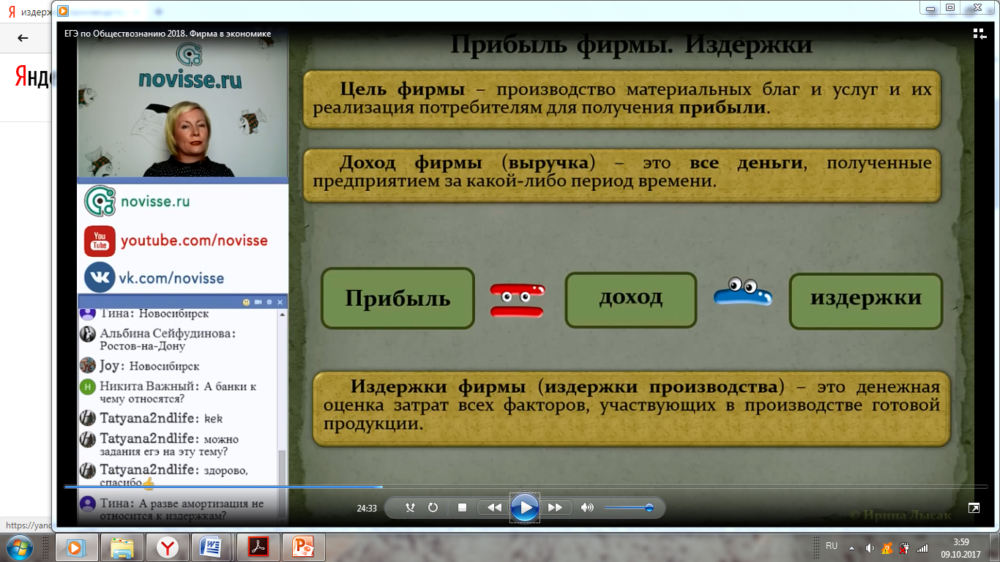 Я издерж
Яндe
ЕГЭ по Обществознанию 2018. Фирма в экономике
novisse.ru
novisse.ru
You
Tube
youtube.com/novisse
vk.com/novisse
Тина: Новосибирск
Альбина Сейфудинова:
Ростов-на-Дону
Joy: Новосибирск
Н
Никита Важный: А банки к
чему относятся?
Tatyana2ndlife: kek
Tatyana2ndlife: можно
задания егэ на эту тему?
Tatyana2ndlife: здорово,
спасибо👍
Тина: А разве амортизация не
относится к издержкам?
Прибыль фирмы. Издержки
Цель фирмы – производство материальных благ и услуг и их
реализация потребителям для получения прибыли.
Доход фирмы (выручка) – это все деньги, полученные
предприятием за какой-либо период времени.
Прибыль
доход
издержки
Издержки фирмы (издержки производства) – это денежная
оценка затрат всех факторов, участвующих в производстве готовой
продукции.
24:33
© Ирина Лысак
https://yand
RU
3:59
09.10.2017